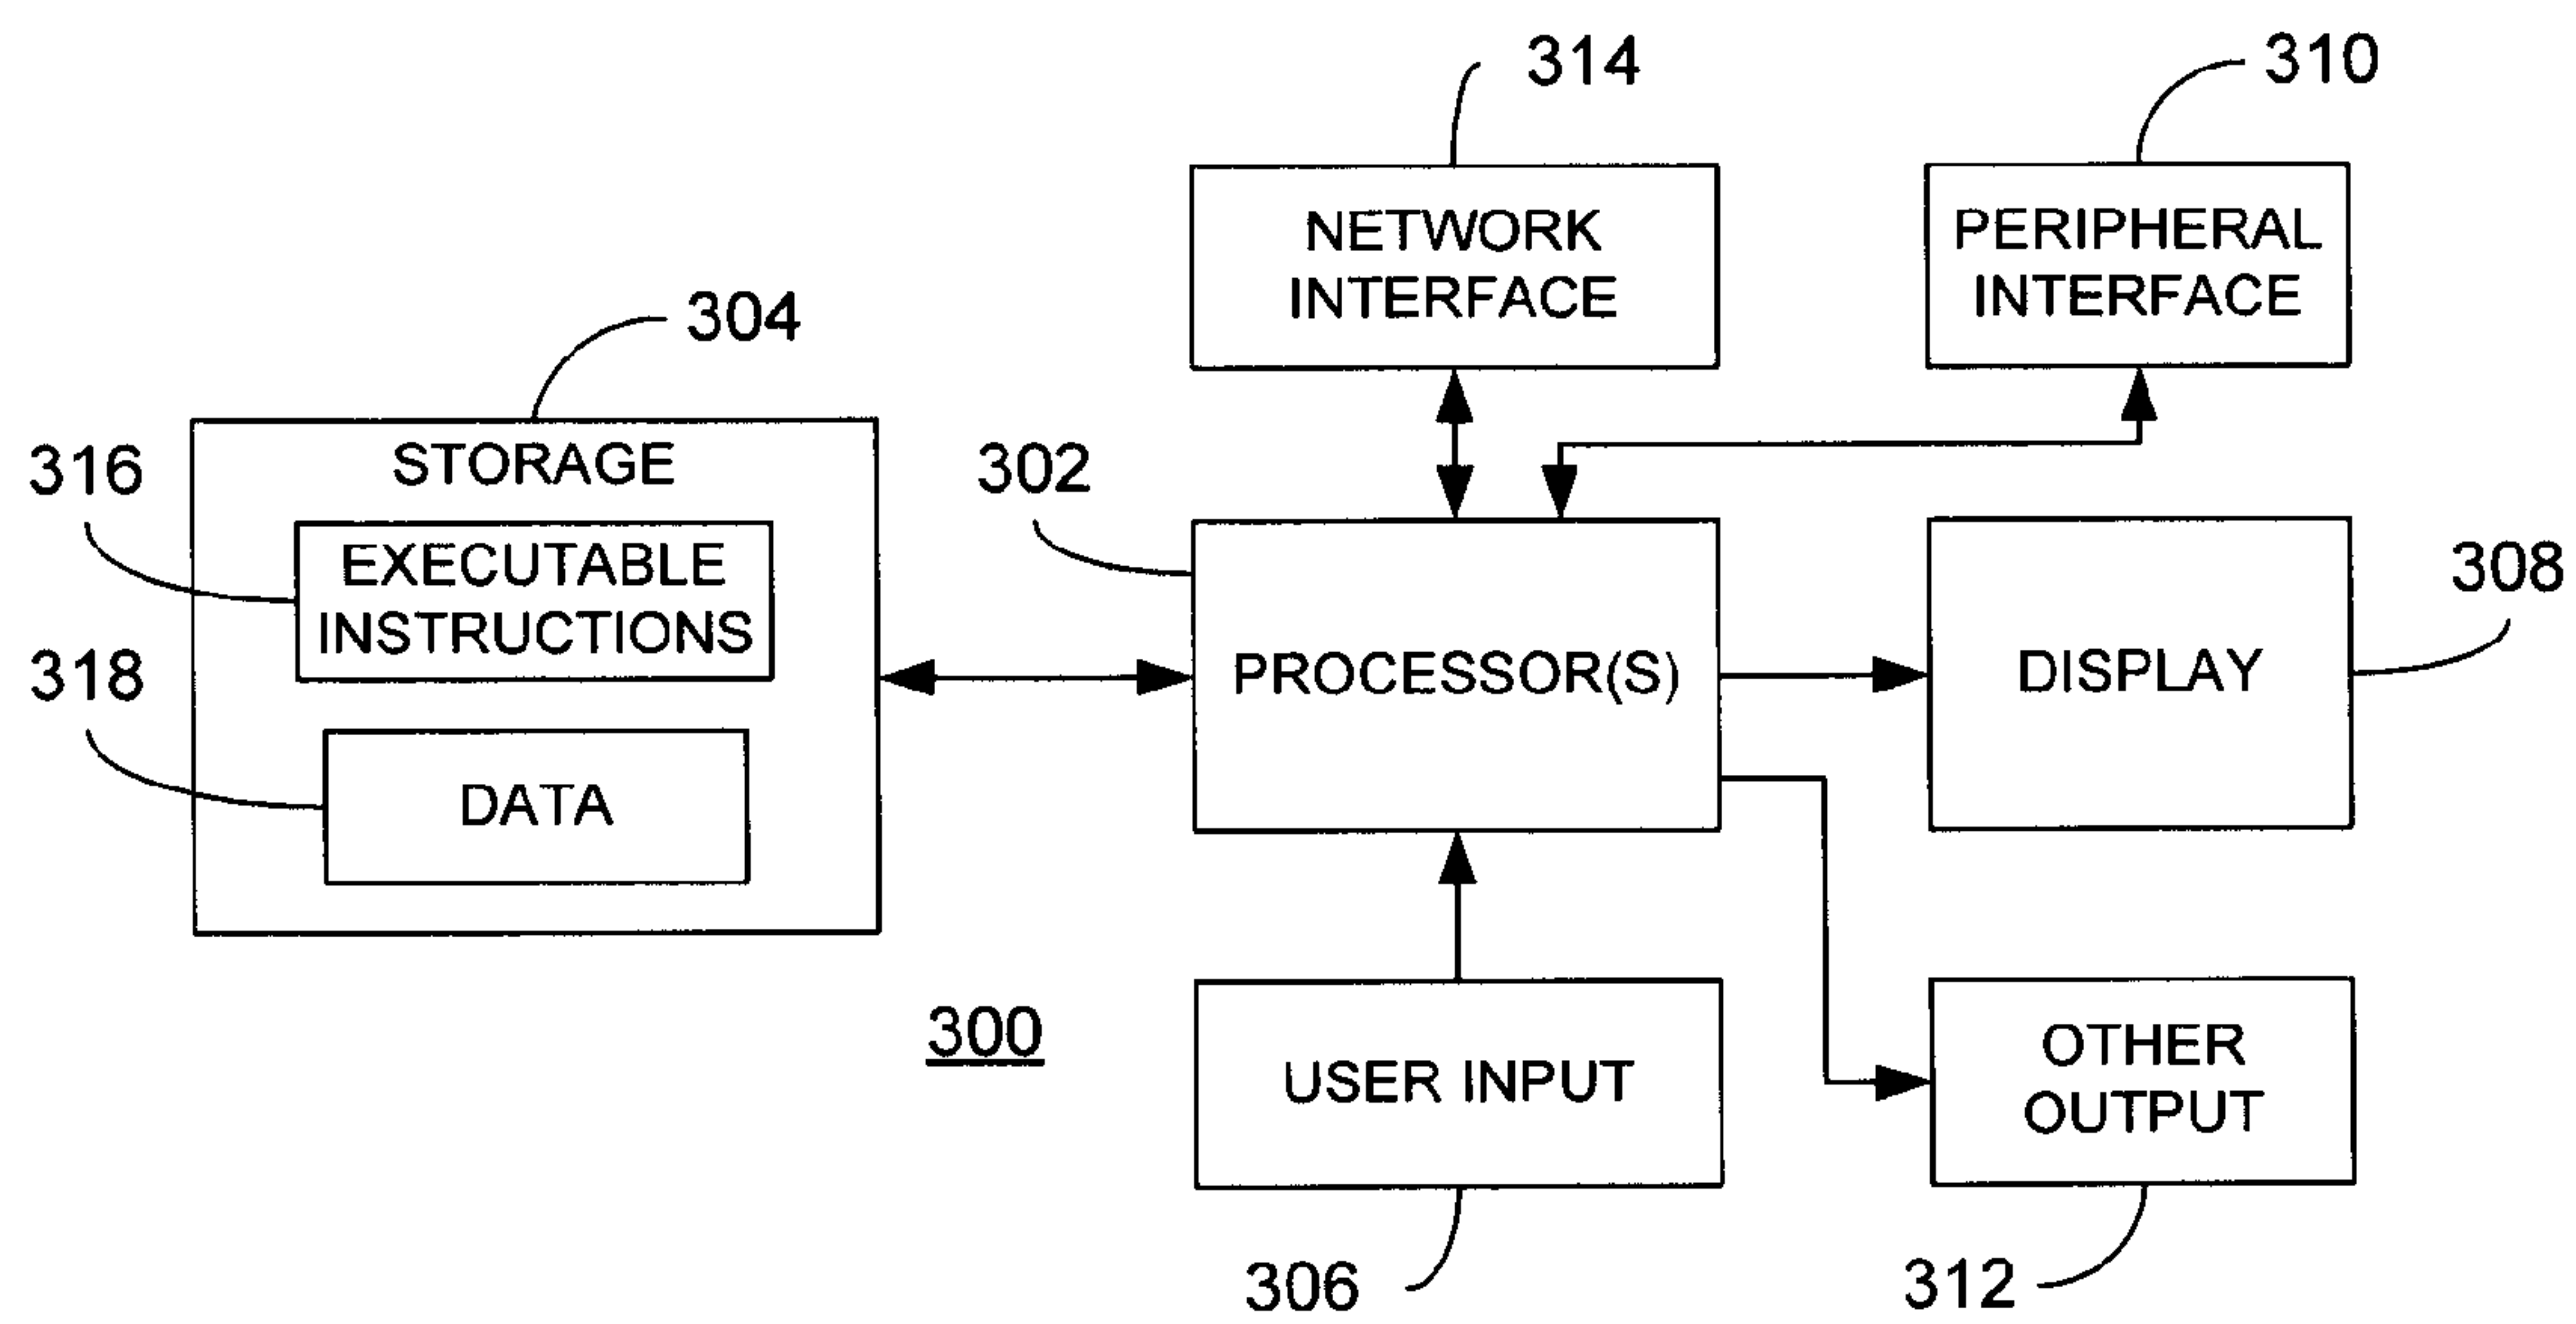 314
310
NETWORK
INTERFACE
PERIPHERAL
INTERFACE
304
STORAGE
316
302
EXECUTABLE
INSTRUCTIONS
308
318
PROCESSOR(S)
DISPLAY
DATA
300
USER INPUT
OTHER
OUTPUT
306
312